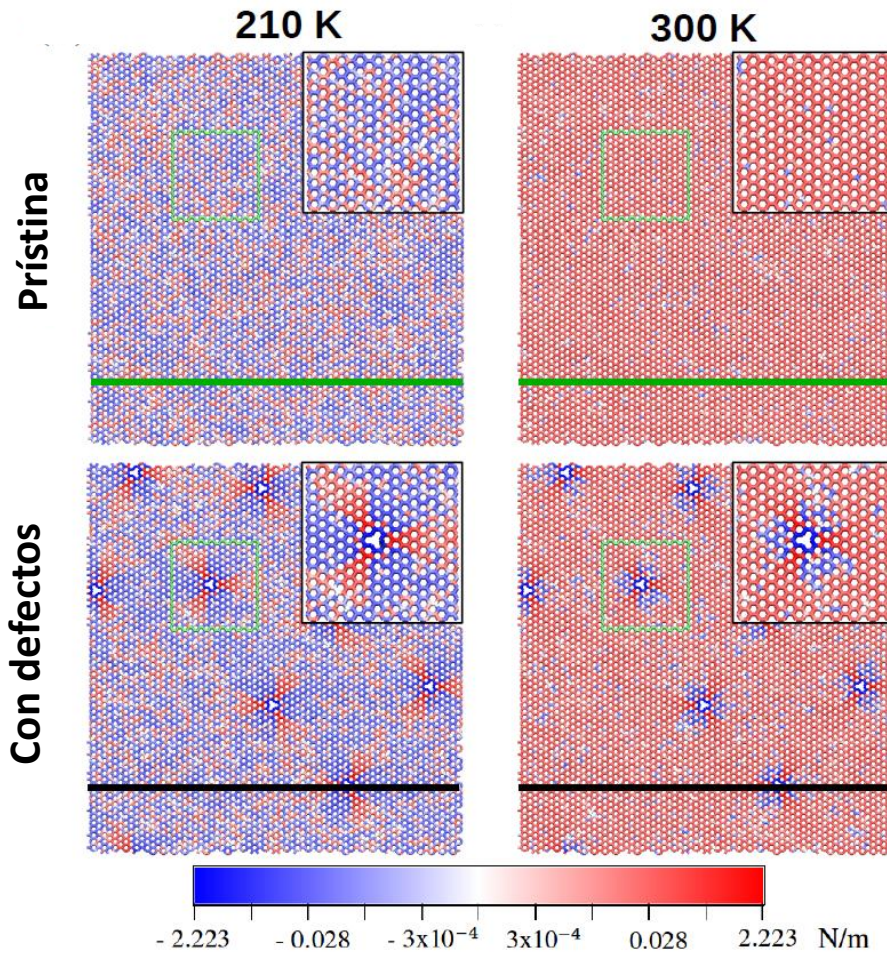 210 K
300 K
Prístina
Con defectos
- 2.223
- 0.028
- 3x10⁻⁴
3x10⁻⁴
0.028
2.223
N/m